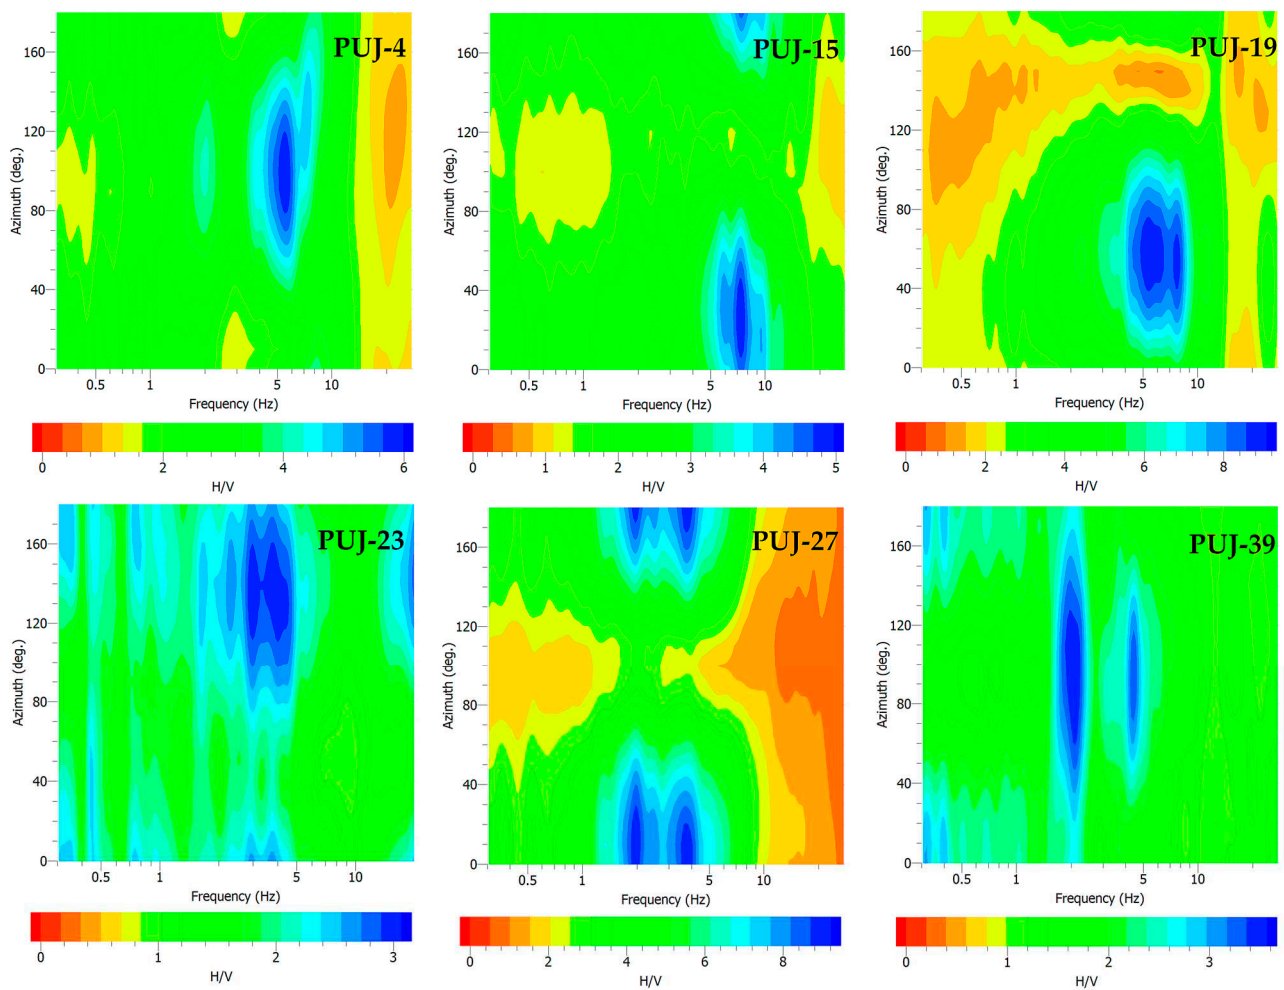 PUJ-4
Azimuth (deg.)
160
120
80
40
0
0.5 1 5 10
Frequency (Hz)
0 2 4 6
H/V
PUJ-15
Azimuth (deg.)
160
120
80
40
0
0.5 1 5 10
Frequency (Hz)
0 1 2 3 4 5
H/V
PUJ-19
Azimuth (deg.)
160
120
80
40
0
0.5 1 5 10
Frequency (Hz)
0 2 4 6 8
H/V
PUJ-23
Azimuth (deg.)
160
120
80
40
0
0.5 1 5 10
Frequency (Hz)
0 1 2 3
H/V
PUJ-27
Azimuth (deg.)
160
120
80
40
0
0.5 1 5 10
Frequency (Hz)
0 2 4 6 8
H/V
PUJ-39
Azimuth (deg.)
160
120
80
40
0
0.5 1 5 10
Frequency (Hz)
0 1 2 3
H/V